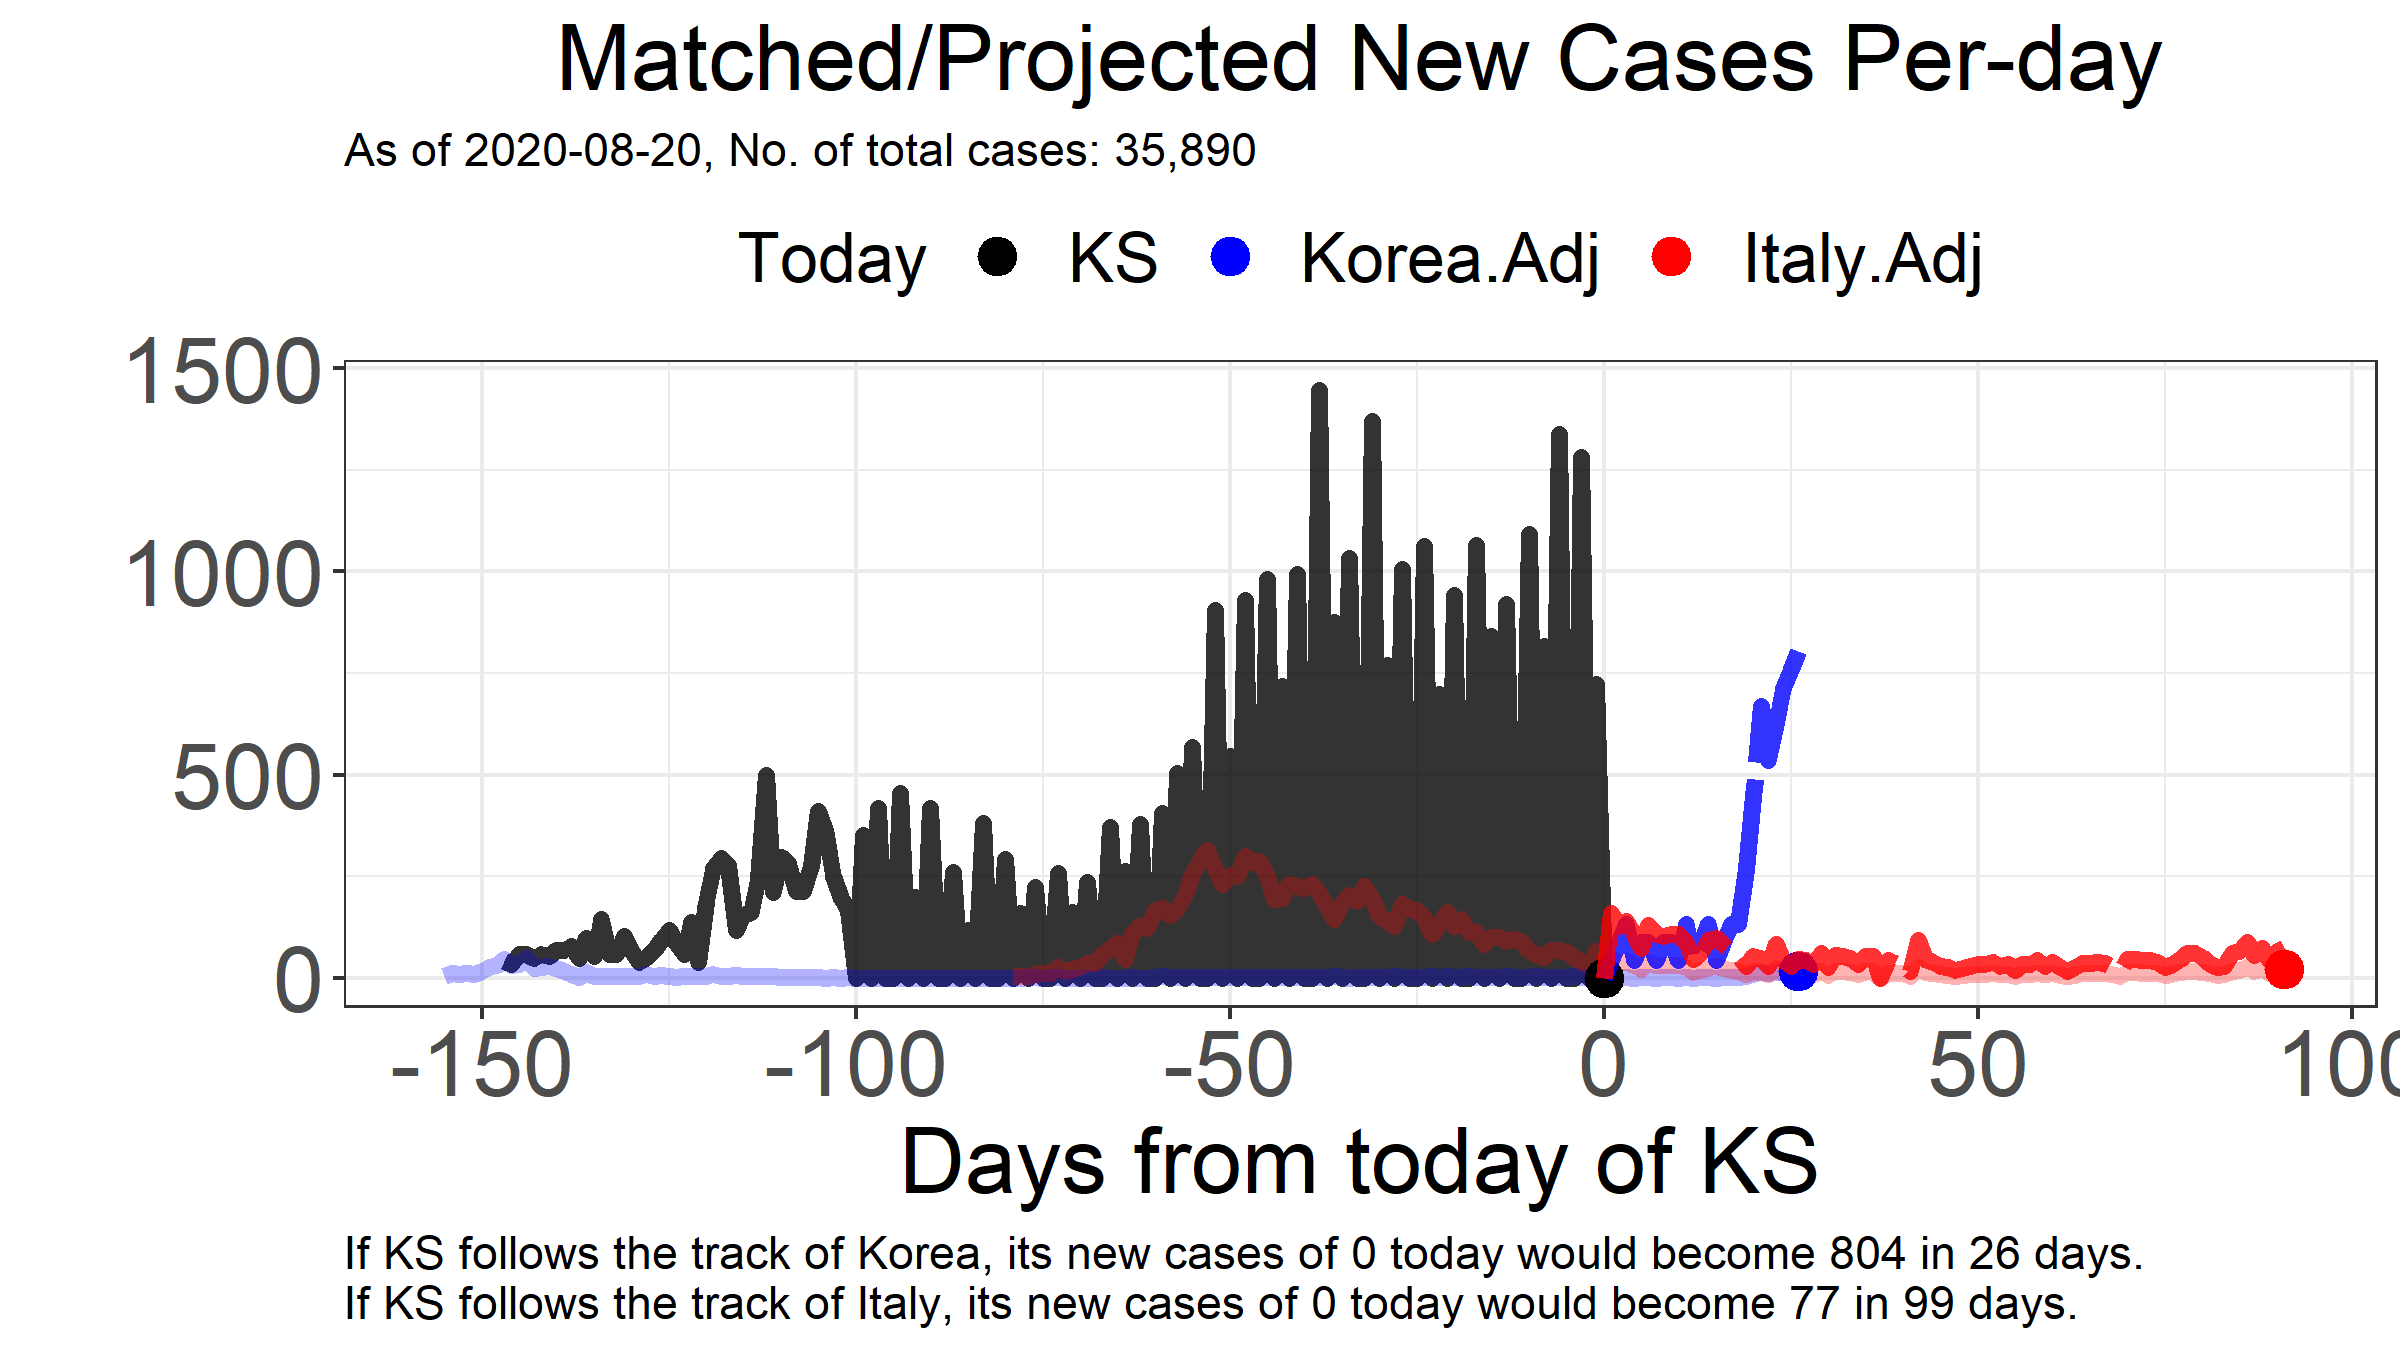 Matched/Projected New Cases Per-day
As of 2020-08-20, No. of total cases: 35,890
Today KS Korea.Adj Italy.Adj
1500
1000
500
0
-150 -100 -50 0 50 100
Days from today of KS
If KS follows the track of Korea, its new cases of 0 today would become 804 in 26 days.
If KS follows the track of Italy, its new cases of 0 today would become 77 in 99 days.